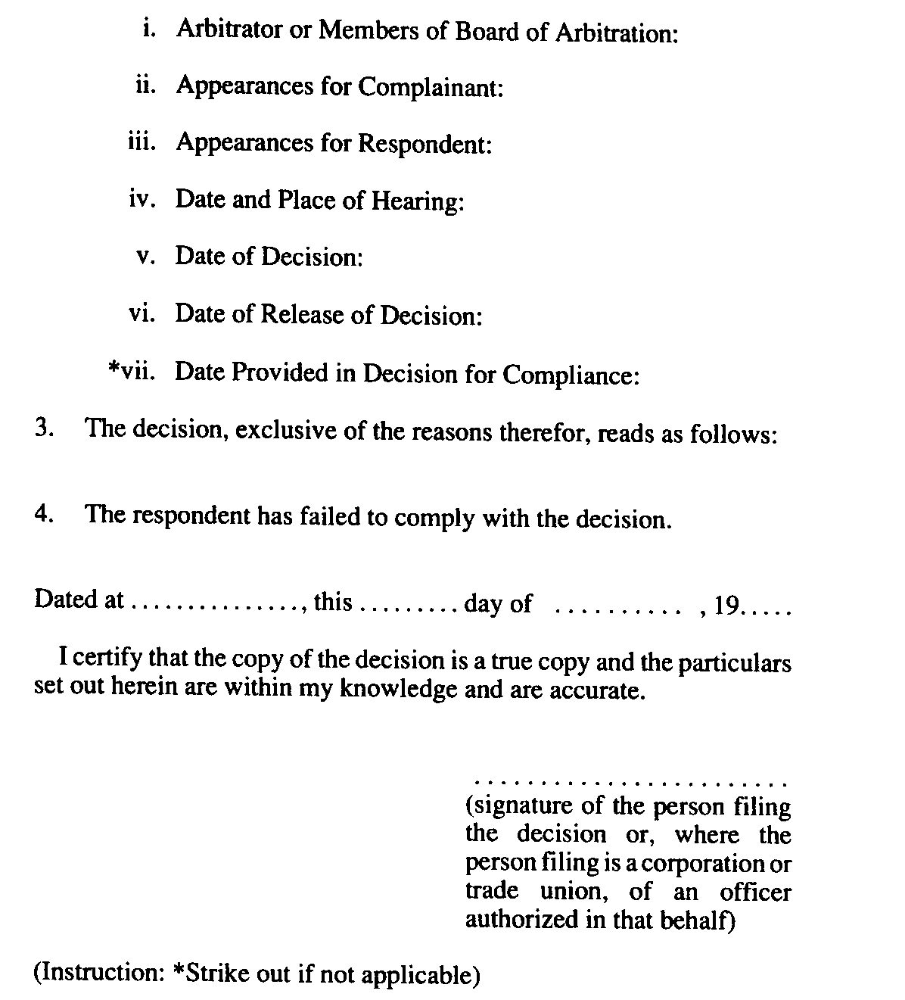 i. Arbitrator or Members of Board of Arbitration:
ii. Appearances for Complainant:
iii. Appearances for Respondent:
iv. Date and Place of Hearing:
v. Date of Decision:
vi. Date of Release of Decision:
*vii. Date Provided in Decision for Compliance:
3. The decision, exclusive of the reasons therefor, reads as follows:
4. The respondent has failed to comply with the decision.
Dated at ..............., this ......... day of .......... , 19.....
I certify that the copy of the decision is a true copy and the particulars
set out herein are within my knowledge and are accurate.
........................
(signature of the person filing
the decision or, where the
person filing is a corporation or
trade union, of an officer
authorized in that behalf)
(Instruction: *Strike out if not applicable)